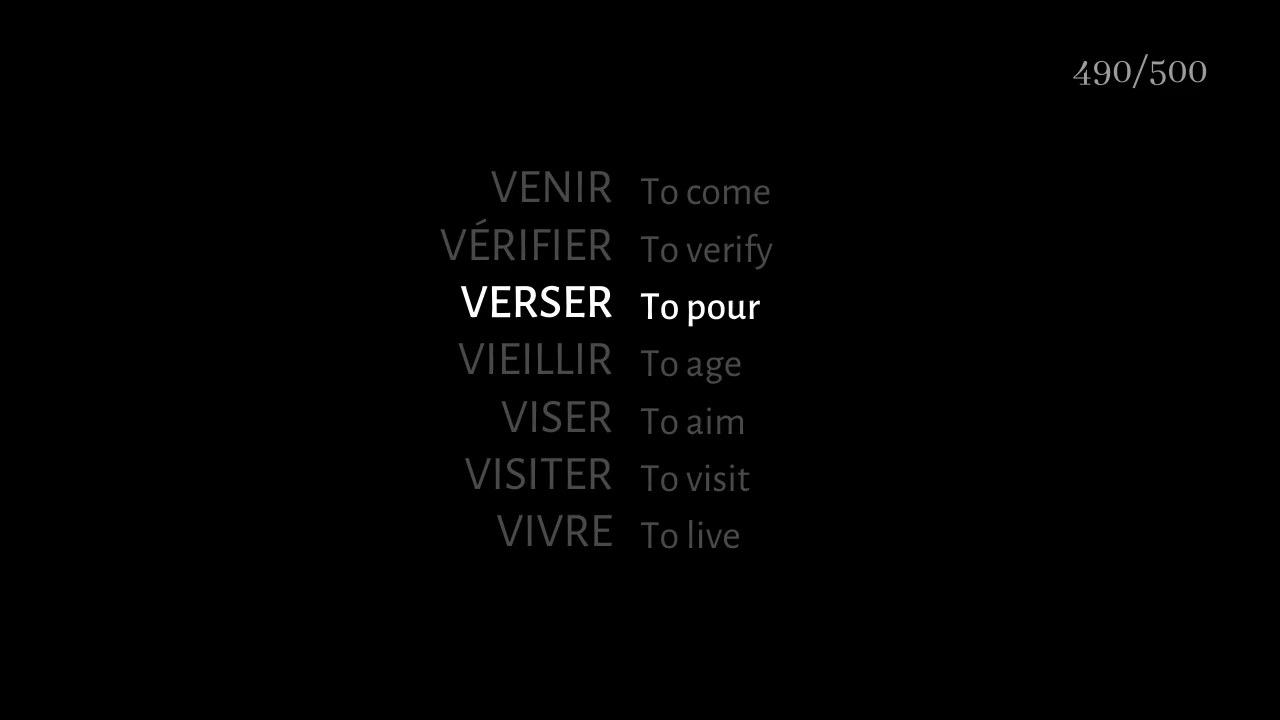 490/500
VENIR To come
VÉRIFIER To verify
VERSER To pour
VIEILLIR To age
VISER To aim
VISITER To visit
VIVRE To live